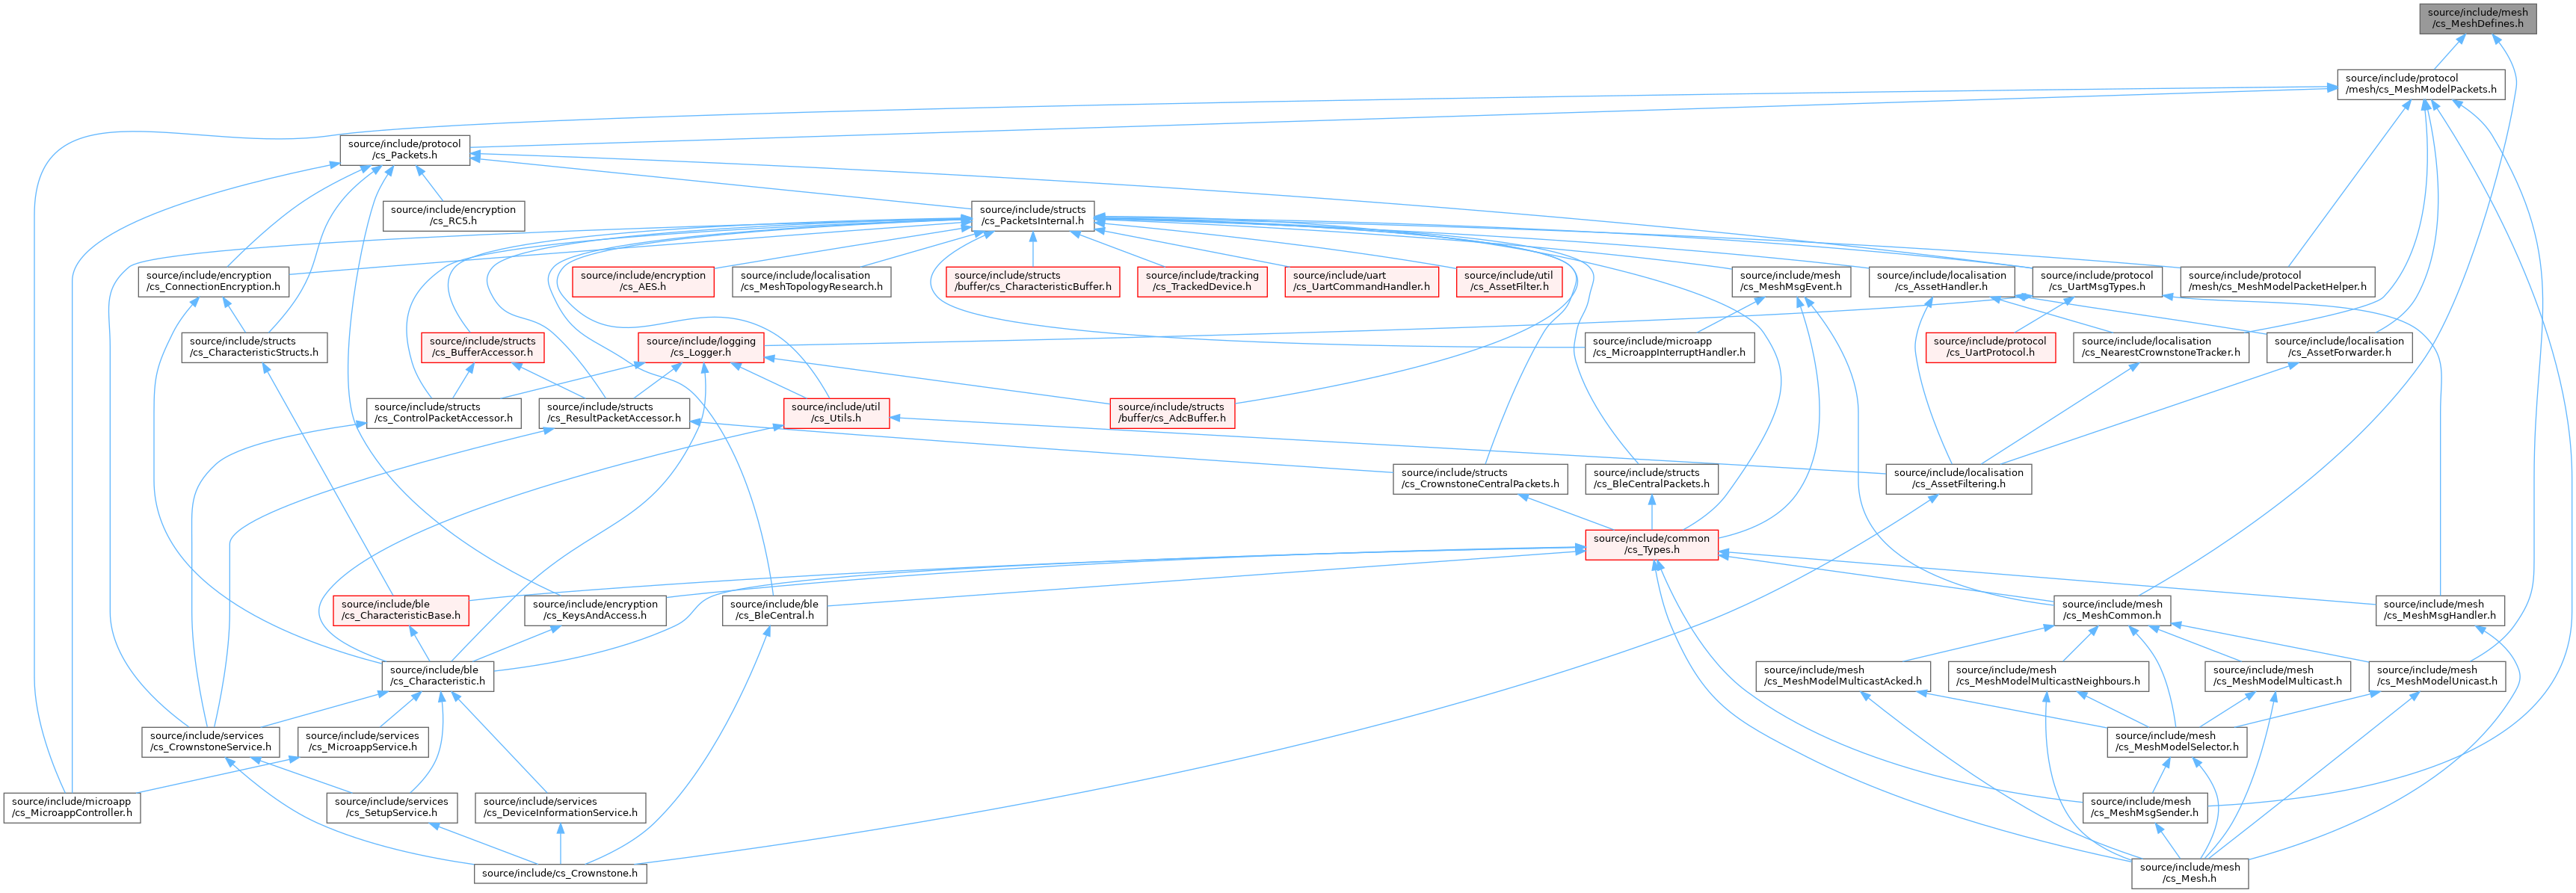 source/include/mesh
/cs_MeshDefines.h
source/include/protocol
/mesh/cs_MeshModelPackets.h
source/include/protocol
/cs_Packets.h
source/include/encryption
/cs_RC5.h
source/include/structs
/cs_PacketsInternal.h
source/include/encryption
/cs_ConnectionEncryption.h
source/include/encryption
/cs_AES.h
source/include/localisation
/cs_MeshTopologyResearch.h
source/include/structs
/buffer/cs_CharacteristicBuffer.h
source/include/tracking
/cs_TrackedDevice.h
source/include/uart
/cs_UartCommandHandler.h
source/include/util
/cs_AssetFilter.h
source/include/mesh
/cs_MeshMsgEvent.h
source/include/localisation
/cs_AssetHandler.h
source/include/protocol
/cs_UartMsgTypes.h
source/include/protocol
/mesh/cs_MeshModelPacketHelper.h
source/include/structs
/cs_CharacteristicStructs.h
source/include/structs
/cs_BufferAccessor.h
source/include/logging
/cs_Logger.h
source/include/microapp
/cs_MicroappInterruptHandler.h
source/include/protocol
/cs_UartProtocol.h
source/include/localisation
/cs_NearestCrownstoneTracker.h
source/include/localisation
/cs_AssetForwarder.h
source/include/structs
/cs_ControlPacketAccessor.h
source/include/structs
/cs_ResultPacketAccessor.h
source/include/util
/cs_Utils.h
source/include/structs
/buffer/cs_AdcBuffer.h
source/include/structs
/cs_CrownstoneCentralPackets.h
source/include/structs
/cs_BleCentralPackets.h
source/include/localisation
/cs_AssetFiltering.h
source/include/common
/cs_Types.h
source/include/ble
/cs_CharacteristicBase.h
source/include/encryption
/cs_KeysAndAccess.h
source/include/ble
/cs_BleCentral.h
source/include/mesh
/cs_MeshCommon.h
source/include/mesh
/cs_MeshMsgHandler.h
source/include/ble
/cs_Characteristic.h
source/include/mesh
/cs_MeshModelMulticastAcked.h
source/include/mesh
/cs_MeshModelMulticastNeighbours.h
source/include/mesh
/cs_MeshModelMulticast.h
source/include/mesh
/cs_MeshModelUnicast.h
source/include/services
/cs_CrownstoneService.h
source/include/services
/cs_MicroappService.h
source/include/mesh
/cs_MeshModelSelector.h
source/include/microapp
/cs_MicroappController.h
source/include/services
/cs_SetupService.h
source/include/services
/cs_DeviceInformationService.h
source/include/mesh
/cs_MeshMsgSender.h
source/include/cs_Crownstone.h
source/include/mesh
/cs_Mesh.h